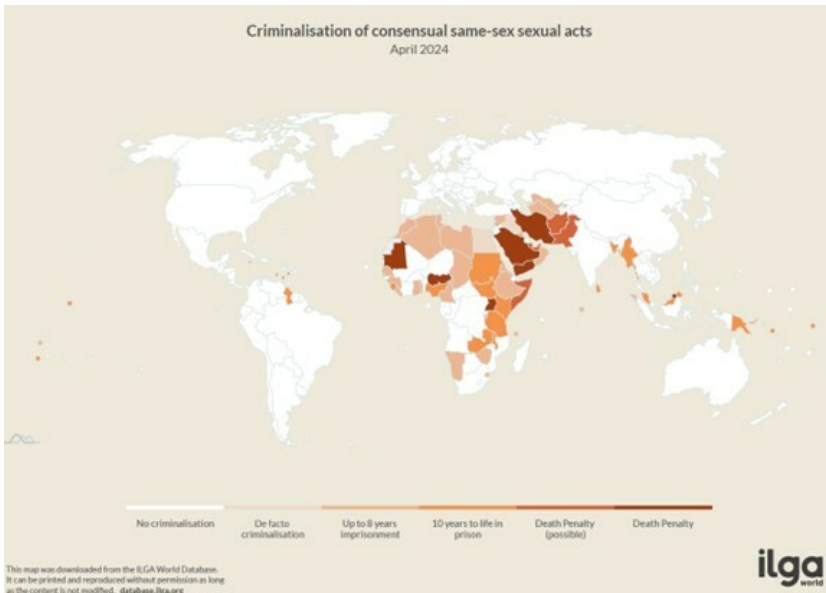 Criminalisation of consensual same-sex sexual acts
April 2024
No criminalisation
De facto
criminalisation
Up to 8 years
imprisonment
10 years to life in
prison
Death Penalty
(possible)
Death Penalty
This map was downloaded from the ILGA World Database.
It can be printed and reproduced without permission as long
as the content is not modified. database.ilga.org
ilga
world